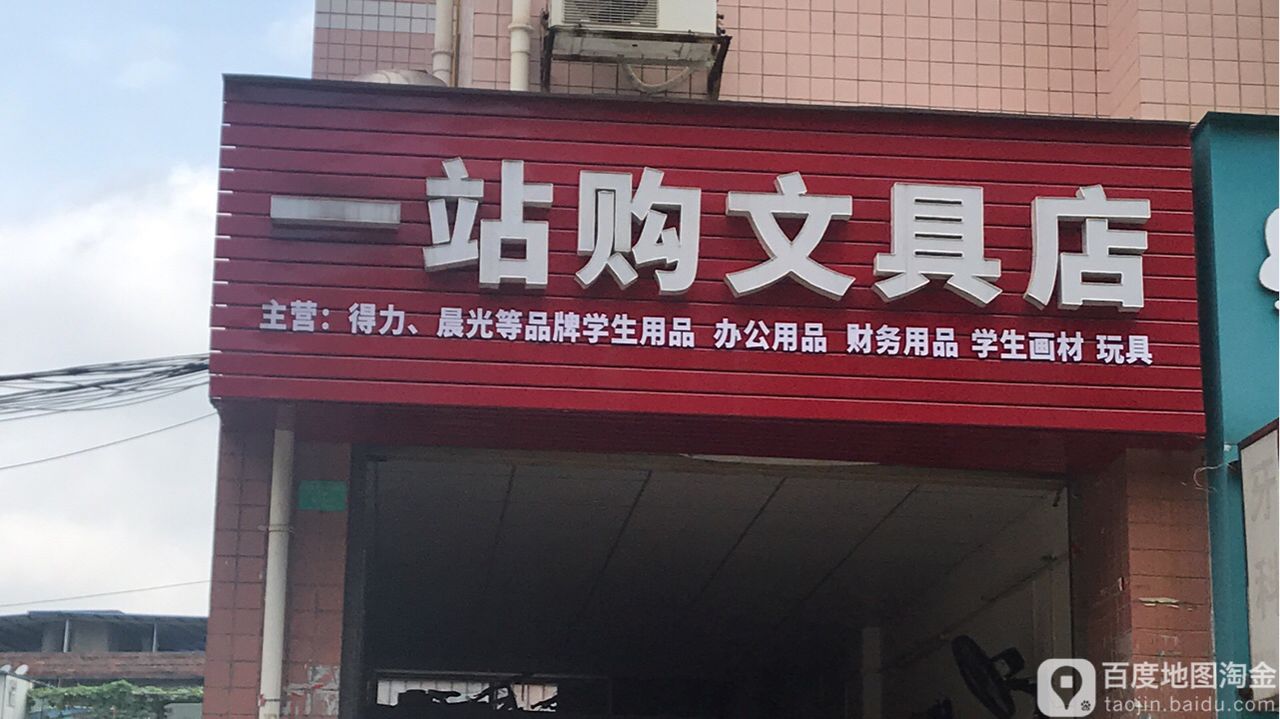 一站购文具店
主营：得力、晨光等品牌学生用品 办公用品 财务用品 学生画材 玩具
牙科
百度地图淘金
taojin.baidu.com